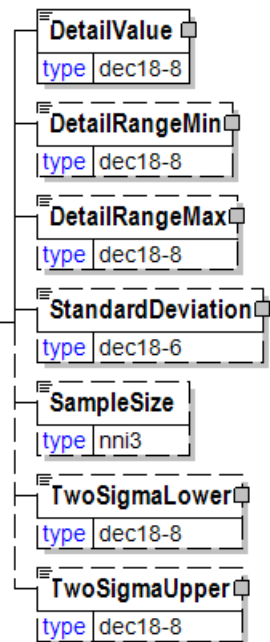 DetailValue
type dec18-8
DetailRangeMin
type dec18-8
DetailRangeMax
type dec18-8
StandardDeviation
type dec18-6
SampleSize
type nni3
TwoSigmaLower
type dec18-8
TwoSigmaUpper
type dec18-8